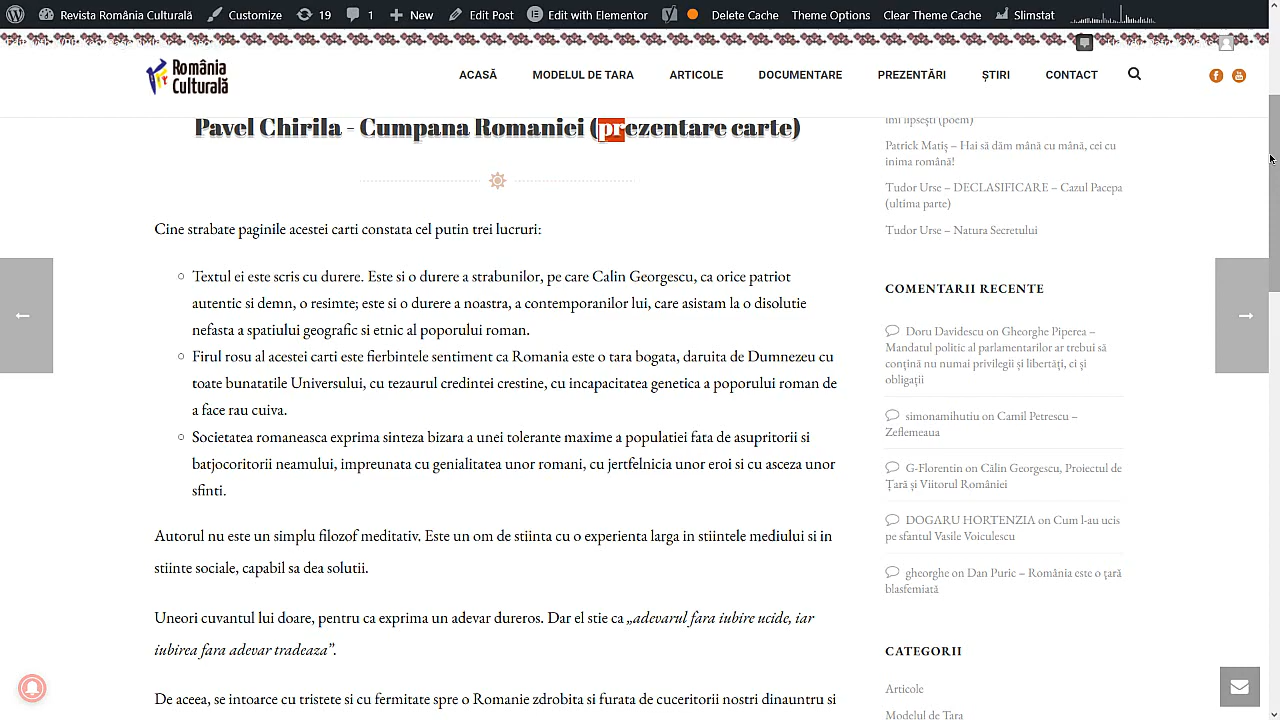 Revista România Culturală Customize 19 1 New Edit Post Edit with Elementor Delete Cache Theme Options Clear Theme Cache Slimstat
România Culturală
ACASĂ MODELUL DE TARA ARTICOLE DOCUMENTARE PREZENTĂRI ȘTIRI CONTACT
Pavel Chirila - Cumpana Romaniei (prezentare carte)
Cine strabate paginile acestei carti constata cel putin trei lucruri:
Textul ei este scris cu durere. Este si o durere a strabunilor, pe care Calin Georgescu, ca orice patriot
autentic si demn, o resimte; este si o durere a noastra, a contemporanilor lui, care asistam la o disolutie
nefasta a spatiului geografic si etnic al poporului roman.
Firul rosu al acestei carti este fierbintele sentiment ca Romania este o tara bogata, daruita de Dumnezeu cu
toate bunatatile Universului, cu tezaurul credintei crestine, cu incapacitatea genetica a poporului roman de
a face rau cuiva.
Societatea romaneasca exprima sinteza bizara a unei tolerante maxime a populatiei fata de asupritorii si
batjocoritorii neamului, impreunata cu genialitatea unor romani, cu jertfelnicia unor eroi si cu asceza unor
sfinti.
Autorul nu este un simplu filozof meditativ. Este un om de stiinta cu o experienta larga in stiintele mediului si in
stiinte sociale, capabil sa dea solutii.
Uneori cuvantul lui doare, pentru ca exprima un adevar dureros. Dar el stie ca „adevarul fara iubire ucide, iar
iubirea fara adevar tradeaza”.
De aceea, se intoarce cu tristete si cu fermitate spre o Romanie zdrobita si furata de cuceritorii nostri dinauntru si
îmi lipsești (poem)
Patrick Matiș – Hai să dăm mână cu mână, cei cu
inima română!
Tudor Urse – DECLASIFICARE – Cazul Pacepa
(ultima parte)
Tudor Urse – Natura Secretului
COMENTARII RECENTE
Doru Davidescu on Gheorghe Piperea –
Mandatul politic al parlamentarilor ar trebui să
conțină nu numai privilegii și libertăți, ci și
obligații
simonamihutiu on Camil Petrescu –
Zeflemeaua
G-Florentin on Călin Georgescu, Proiectul de
Țară și Viitorul României
DOGARU HORTENZIA on Cum l-au ucis
pe sfantul Vasile Voiculescu
gheorghe on Dan Puric – România este o țară
blasfemiată
CATEGORII
Articole
Modelul de Tara